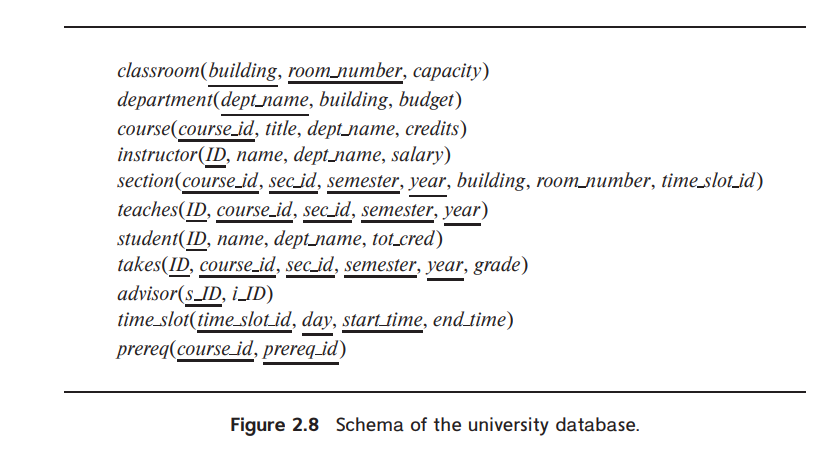 classroom(building, room_number, capacity)
department(dept_name, building, budget)
course(course_id, title, dept_name, credits)
instructor(ID, name, dept_name, salary)
section(course_id, sec_id, semester, year, building, room_number, time_slot_id)
teaches(ID, course_id, sec_id, semester, year)
student(ID, name, dept_name, tot_cred)
takes(ID, course_id, sec_id, semester, year, grade)
advisor(s_ID, i_ID)
time_slot(time_slot_id, day, start_time, end_time)
prereq(course_id, prereq_id)
Figure 2.8 Schema of the university database.